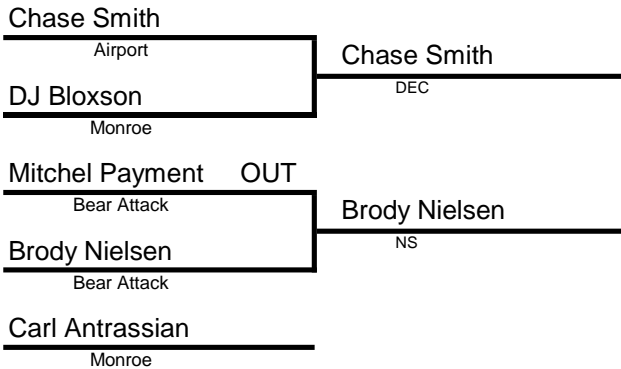 Chase Smith
Airport
Chase Smith
DEC
DJ Bloxson
Monroe
Mitchel Payment OUT
Bear Attack
Brody Nielsen
NS
Brody Nielsen
Bear Attack
Carl Antrassian
Monroe